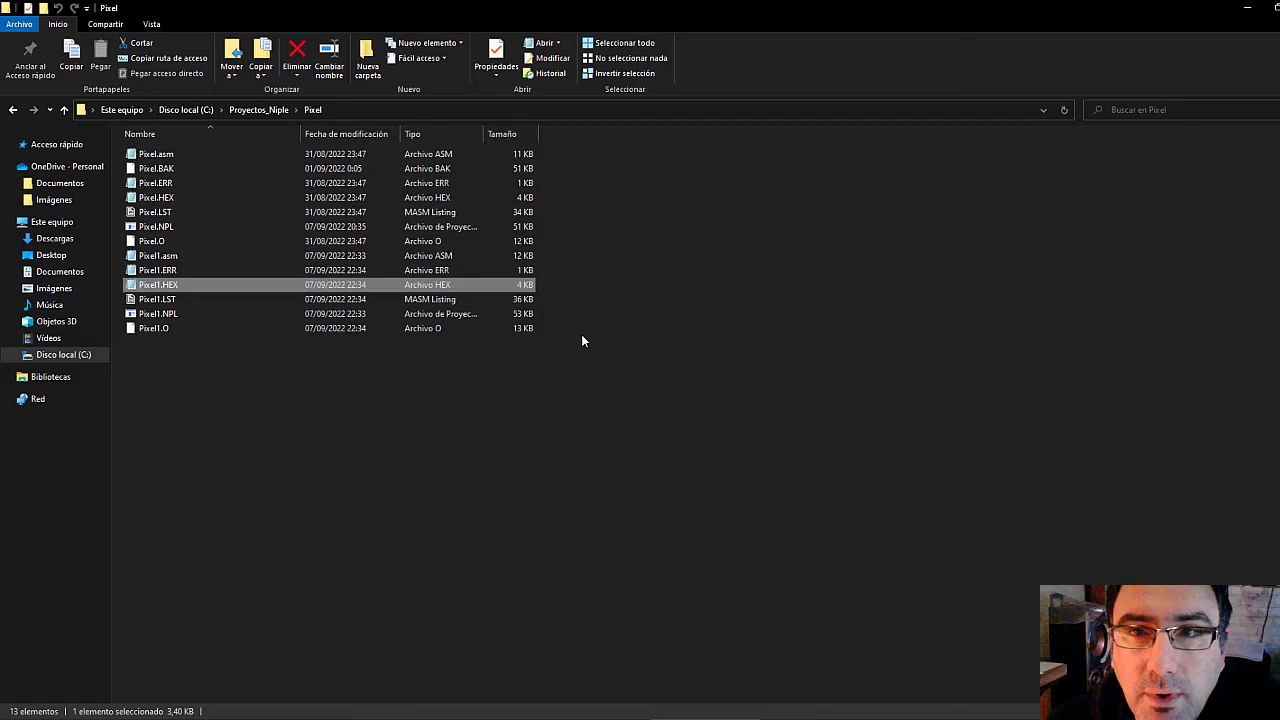 Pixel
Archivo Inicio Compartir Vista
Anclar al Acceso rápido
Copiar
Pegar
Cortar
Copiar ruta de acceso
Pegar acceso directo
Portapapeles
Mover a
Copiar a
Eliminar
Cambiar nombre
Organizar
Nueva carpeta
Nuevo elemento
Fácil acceso
Nuevo
Propiedades
Abrir
Modificar
Historial
Abrir
Seleccionar todo
No seleccionar nada
Invertir selección
Seleccionar
Este equipo > Disco local (C:) > Proyectos_Niple > Pixel
Buscar en Pixel
Acceso rápido
OneDrive - Personal
Documentos
Imágenes
Este equipo
Descargas
Desktop
Documentos
Imágenes
Música
Objetos 3D
Vídeos
Disco local (C:)
Bibliotecas
Red
Nombre Fecha de modificación Tipo Tamaño
Pixel.asm 31/08/2022 23:47 Archivo ASM 11 KB
Pixel.BAK 01/09/2022 0:05 Archivo BAK 51 KB
Pixel.ERR 31/08/2022 23:47 Archivo ERR 1 KB
Pixel.HEX 31/08/2022 23:47 Archivo HEX 4 KB
Pixel.LST 31/08/2022 23:47 MASM Listing 34 KB
Pixel.NPL 07/09/2022 20:35 Archivo de Proyec... 51 KB
Pixel.O 31/08/2022 23:47 Archivo O 12 KB
Pixel1.asm 07/09/2022 22:33 Archivo ASM 12 KB
Pixel1.ERR 07/09/2022 22:34 Archivo ERR 1 KB
Pixel1.HEX 07/09/2022 22:34 Archivo HEX 4 KB
Pixel1.LST 07/09/2022 22:34 MASM Listing 36 KB
Pixel1.NPL 07/09/2022 22:33 Archivo de Proyec... 53 KB
Pixel1.O 07/09/2022 22:34 Archivo O 13 KB
13 elementos 1 elemento seleccionado 3,40 KB